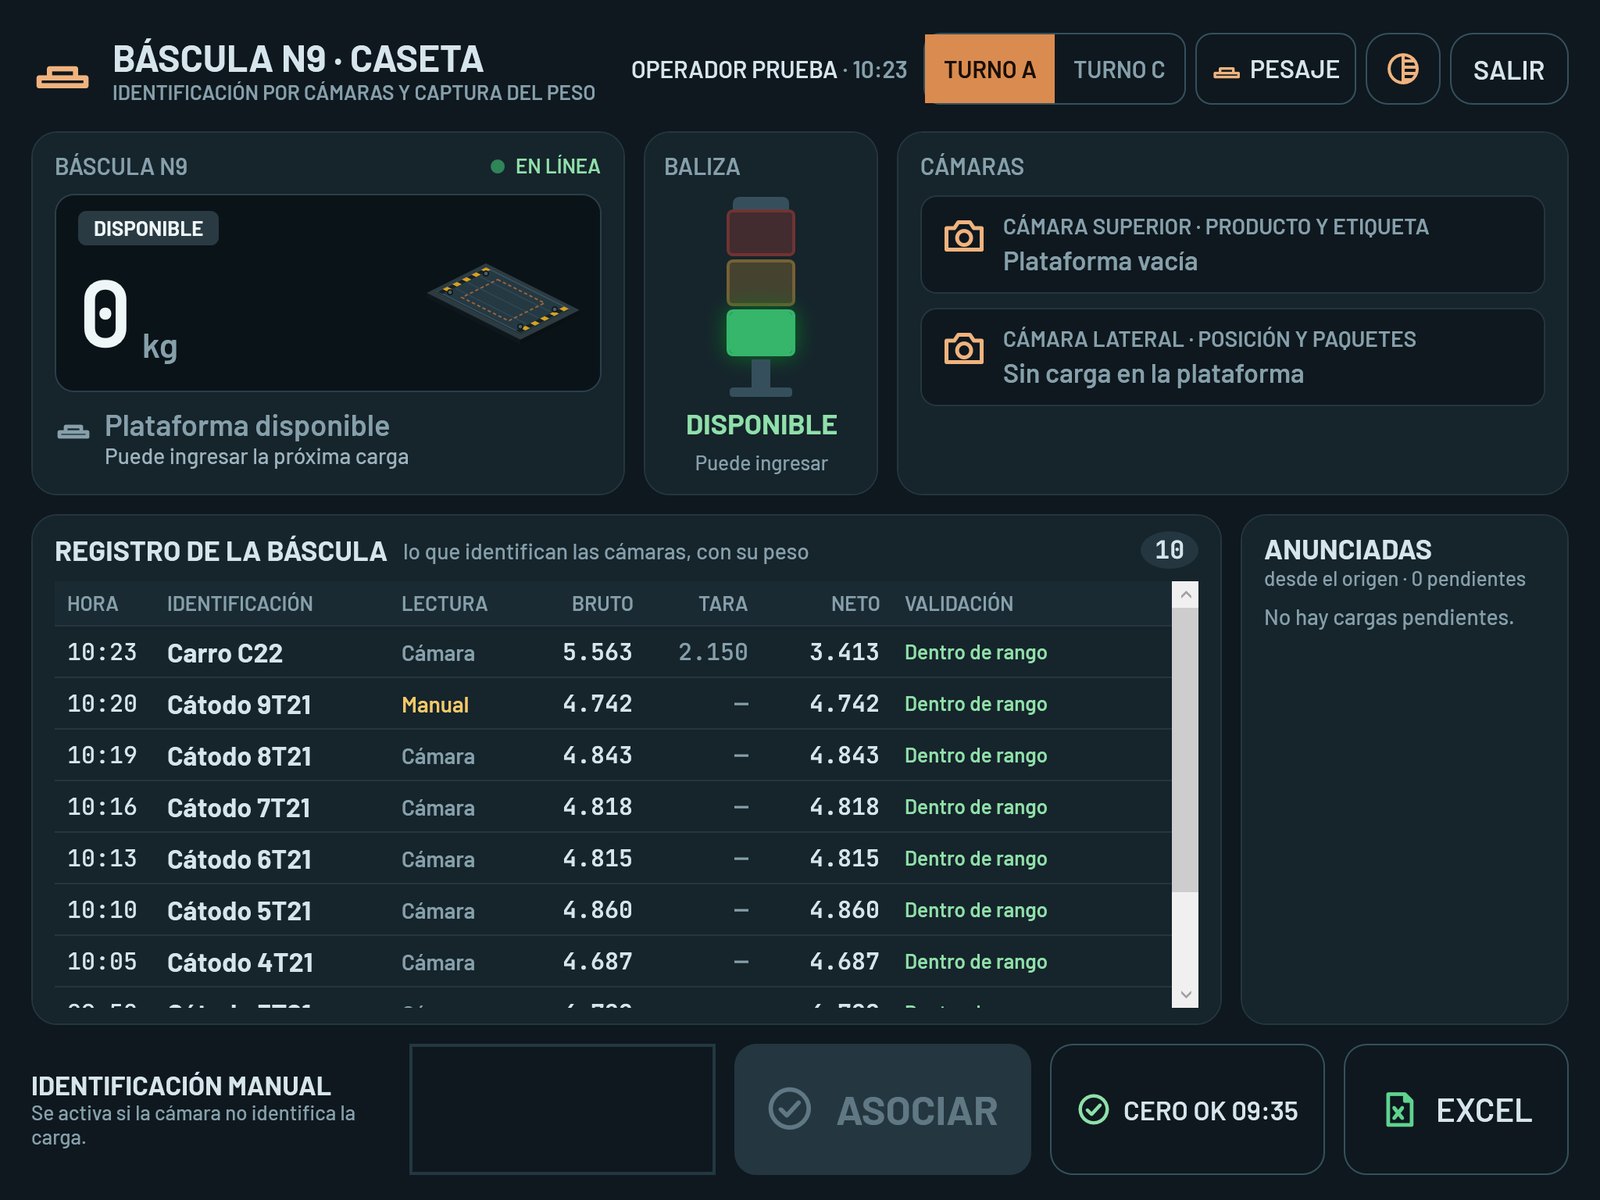 BÁSCULA N9 · CASETA
IDENTIFICACIÓN POR CÁMARAS Y CAPTURA DEL PESO
OPERADOR PRUEBA · 10:23
TURNO A
TURNO C
PESAJE
SALIR
BÁSCULA N9
EN LÍNEA
DISPONIBLE
0 kg
Plataforma disponible
Puede ingresar la próxima carga
BALIZA
DISPONIBLE
Puede ingresar
CÁMARAS
CÁMARA SUPERIOR · PRODUCTO Y ETIQUETA
Plataforma vacía
CÁMARA LATERAL · POSICIÓN Y PAQUETES
Sin carga en la plataforma
REGISTRO DE LA BÁSCULA lo que identifican las cámaras, con su peso 10
HORA IDENTIFICACIÓN LECTURA BRUTO TARA NETO VALIDACIÓN
10:23 Carro C22 Cámara 5.563 2.150 3.413 Dentro de rango
10:20 Cátodo 9T21 Manual 4.742 – 4.742 Dentro de rango
10:19 Cátodo 8T21 Cámara 4.843 – 4.843 Dentro de rango
10:16 Cátodo 7T21 Cámara 4.818 – 4.818 Dentro de rango
10:13 Cátodo 6T21 Cámara 4.815 – 4.815 Dentro de rango
10:10 Cátodo 5T21 Cámara 4.860 – 4.860 Dentro de rango
10:05 Cátodo 4T21 Cámara 4.687 – 4.687 Dentro de rango
ANUNCIADAS
desde el origen · 0 pendientes
No hay cargas pendientes.
IDENTIFICACIÓN MANUAL
Se activa si la cámara no identifica la
carga.
ASOCIAR
CERO OK 09:35
EXCEL